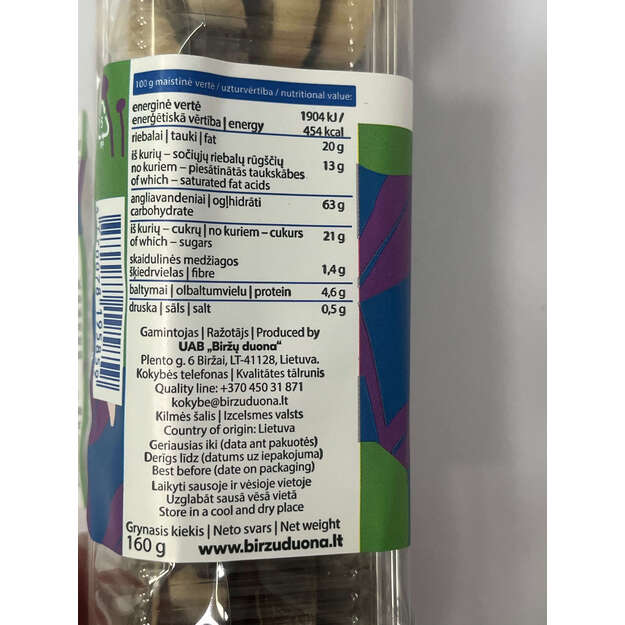 100 g maistinė vertė / uzturvērtība / nutritional value:
energinė vertė
enerģētiskā vērtība | energy 1904 kJ /
454 kcal
riebalai | tauki | fat 20 g
iš kurių – sočiųjų riebalų rūgščių
no kuriem – piesātinātās taukskābes 13 g
of which – saturated fat acids
angliavandeniai | ogļhidrāti 63 g
carbohydrate
iš kurių – cukrų | no kuriem – cukurs 21 g
of which – sugars
skaidulinės medžiagos
šķiedrvielas | fibre 1,4 g
baltymai | olbaltumvielu | protein 4,6 g
druska | sāls | salt 0,5 g
Gamintojas | Ražotājs | Produced by
UAB „Biržų duona"
Plento g. 6 Biržai, LT-41128, Lietuva.
Kokybės telefonas | Kvalitātes tālrunis
Quality line: +370 450 31 871
kokybe@birzuduona.lt
Kilmės šalis | Izcelsmes valsts
Country of origin: Lietuva
Geriausias iki (data ant pakuotės)
Derīgs līdz (datums uz iepakojuma)
Best before (date on packaging)
Laikyti sausoje ir vėsioje vietoje
Uzglabāt sausā vēsā vietā
Store in a cool and dry place
Grynasis kiekis | Neto svars | Net weight
160 g www.birzuduona.lt